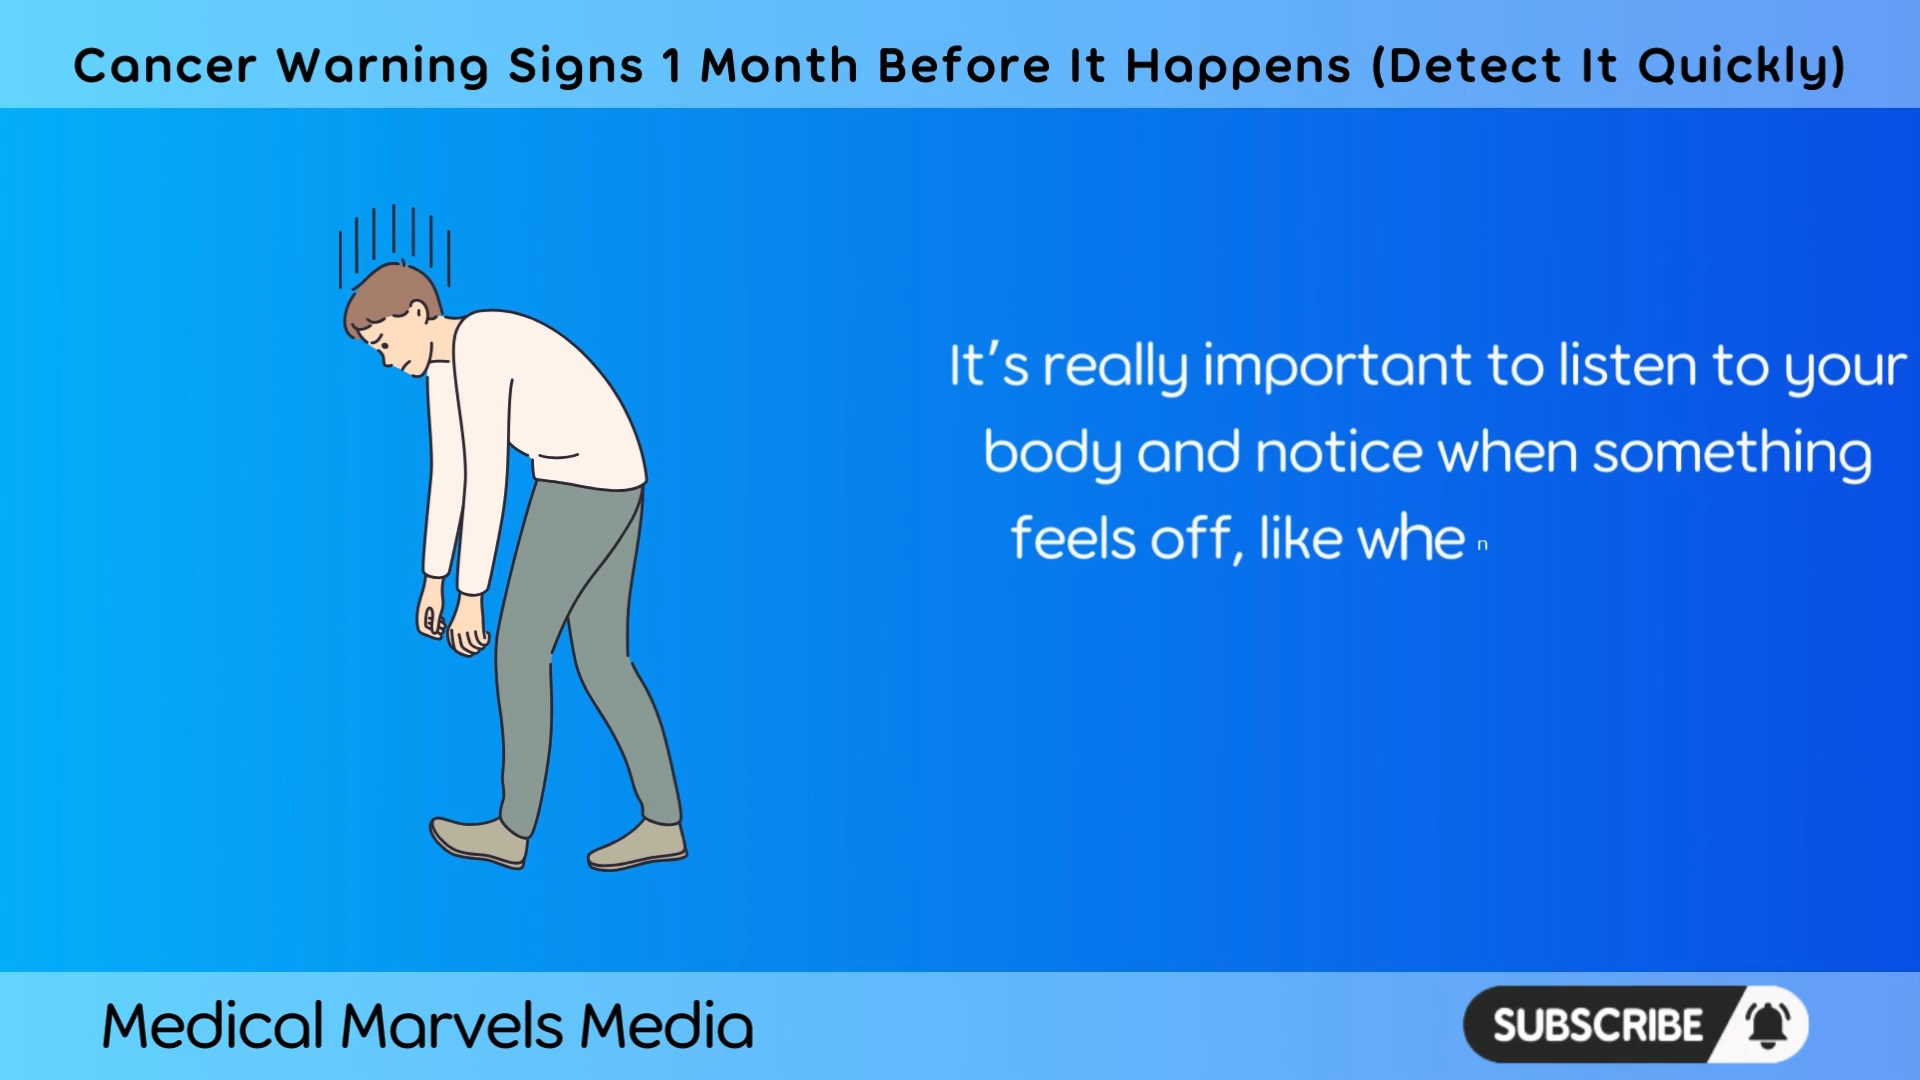 Cancer Warning Signs 1 Month Before It Happens (Detect It Quickly)
It's really important to listen to your
body and notice when something
feels off, like when
Medical Marvels Media
SUBSCRIBE